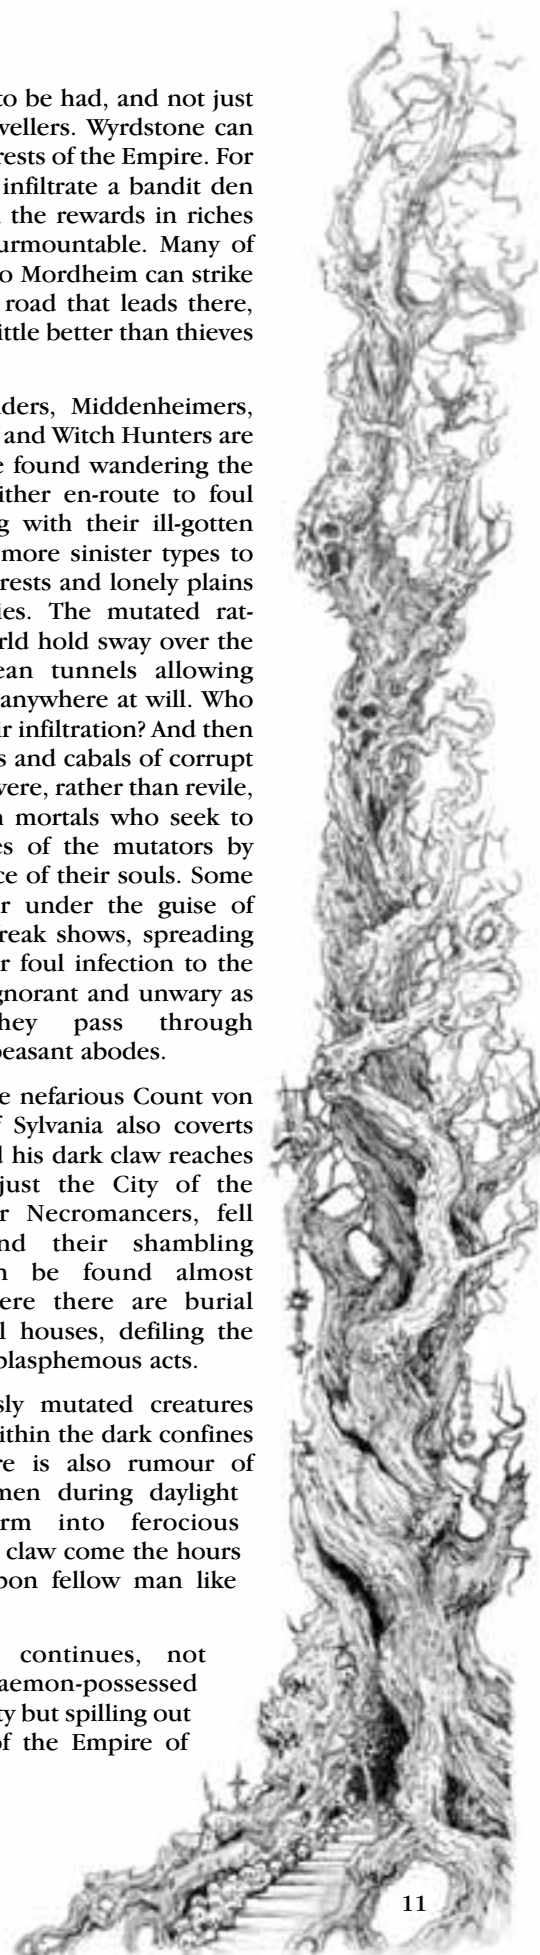 to be had, and not just
vellers. Wyrdstone can
rests of the Empire. For
infiltrate a bandit den
the rewards in riches
urmountable. Many of
o Mordheim can strike
road that leads there,
ittle better than thieves
ders, Middenheimers,
and Witch Hunters are
e found wandering the
ither en-route to foul
g with their ill-gotten
more sinister types to
rests and lonely plains
ies. The mutated rat-
rld hold sway over the
ean tunnels allowing
anywhere at will. Who
ir infiltration? And then
s and cabals of corrupt
vere, rather than revile,
n mortals who seek to
es of the mutators by
ce of their souls. Some
r under the guise of
reak shows, spreading
r foul infection to the
gnorant and unwary as
hey pass through
peasant abodes.
e nefarious Count von
f Sylvania also coverts
d his dark claw reaches
just the City of the
r Necromancers, fell
nd their shambling
n be found almost
ere there are burial
l houses, defiling the
blasphemous acts.
sly mutated creatures
ithin the dark confines
re is also rumour of
men during daylight
rm into ferocious
claw come the hours
pon fellow man like
continues, not
aemon-possessed
ty but spilling out
of the Empire of
11